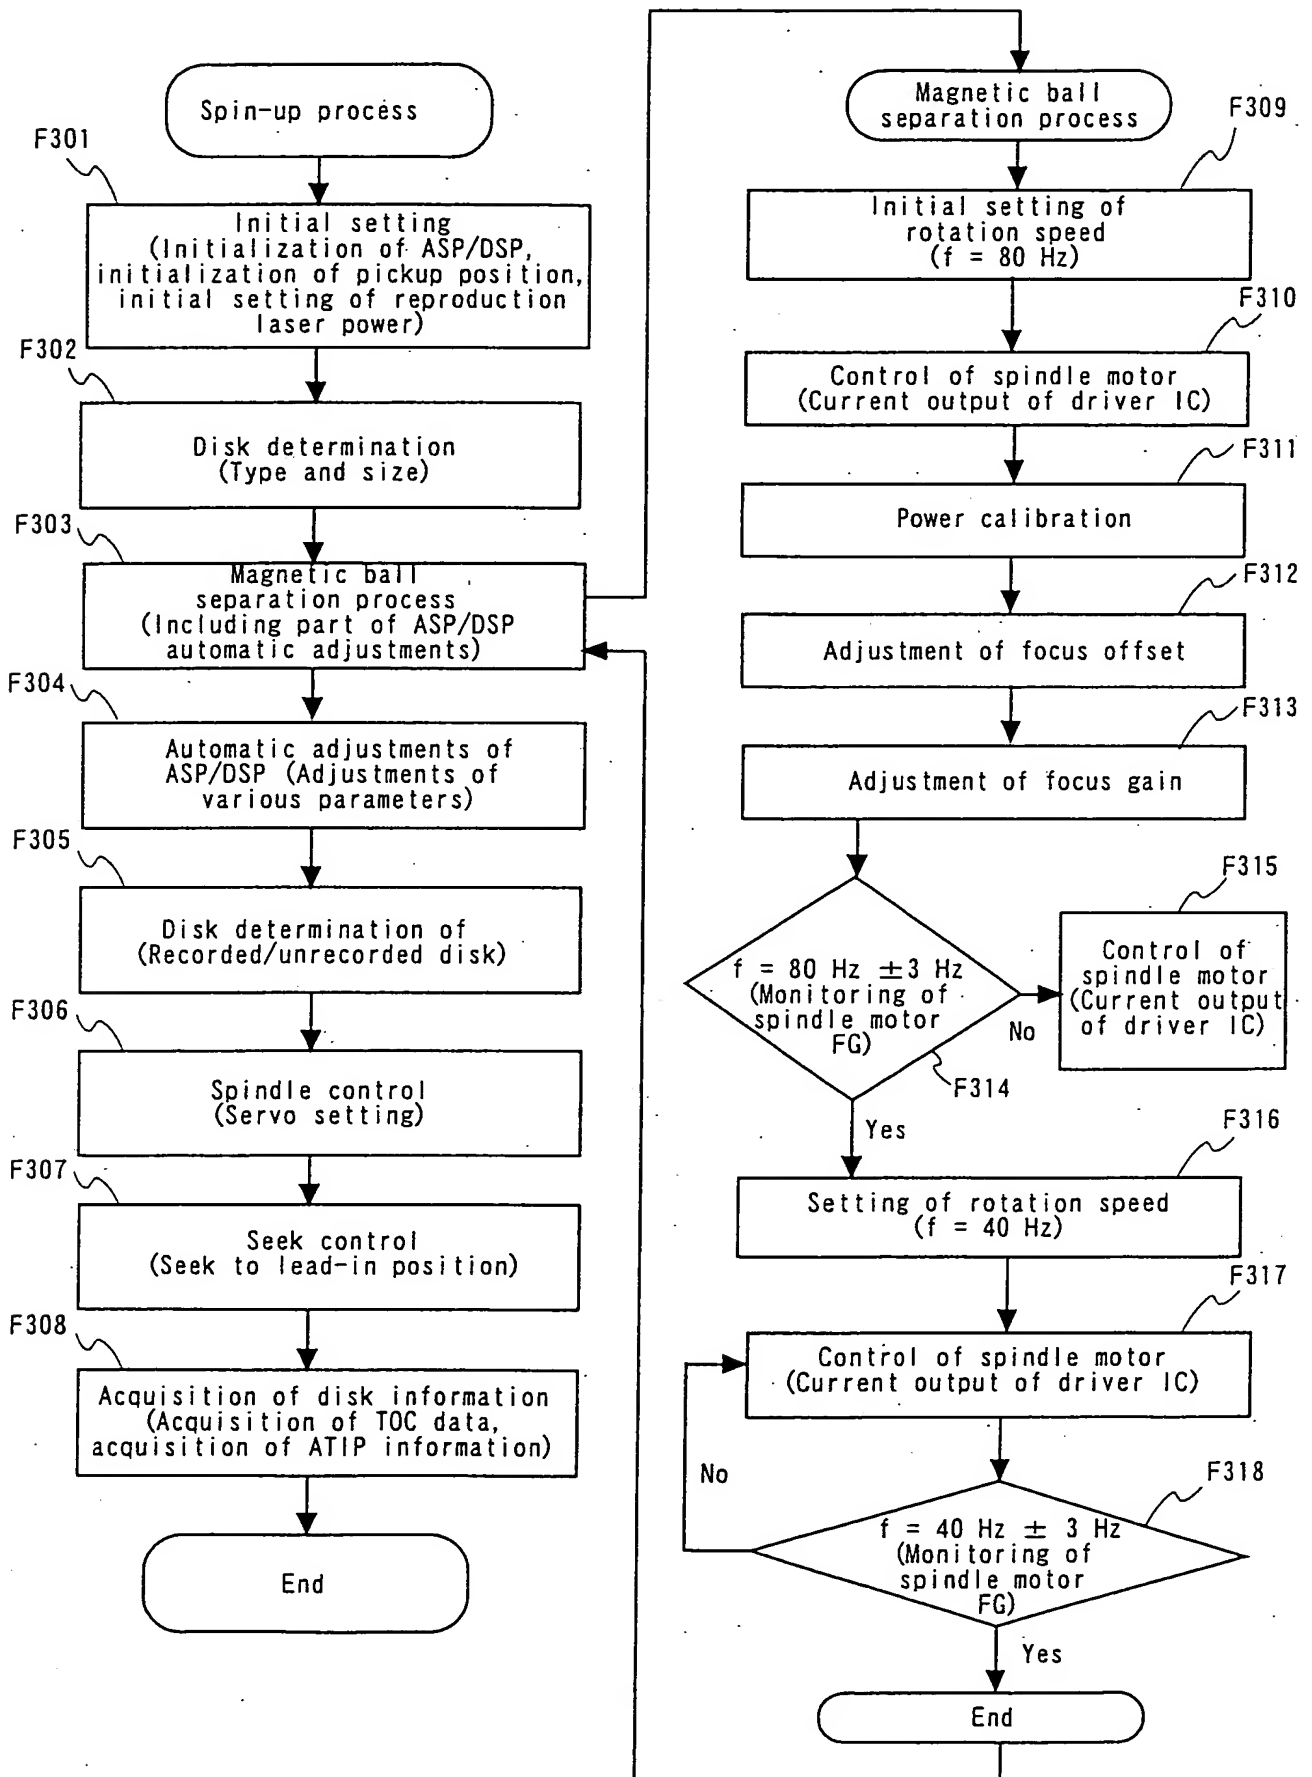 Spin-up process
F301
Initial setting
(Initialization of ASP/DSP,
initialization of pickup position,
initial setting of reproduction
laser power)
F302
Disk determination
(Type and size)
F303
Magnetic ball
separation process
(Including part of ASP/DSP
automatic adjustments)
F304
Automatic adjustments of
ASP/DSP (Adjustments of
various parameters)
F305
Disk determination of
(Recorded/unrecorded disk)
F306
Spindle control
(Servo setting)
F307
Seek control
(Seek to lead-in position)
F308
Acquisition of disk information
(Acquisition of TOC data,
acquisition of ATIP information)
End
Magnetic ball
separation process
F309
Initial setting of
rotation speed
(f = 80 Hz)
F310
Control of spindle motor
(Current output of driver IC)
F311
Power calibration
F312
Adjustment of focus offset
F313
Adjustment of focus gain
f = 80 Hz ±3 Hz
(Monitoring of
spindle motor
FG)
F314
No
F315
Control of
spindle motor
(Current output
of driver IC)
Yes
F316
Setting of rotation speed
(f = 40 Hz)
F317
Control of spindle motor
(Current output of driver IC)
No
F318
f = 40 Hz ± 3 Hz
(Monitoring of
spindle motor
FG)
Yes
End